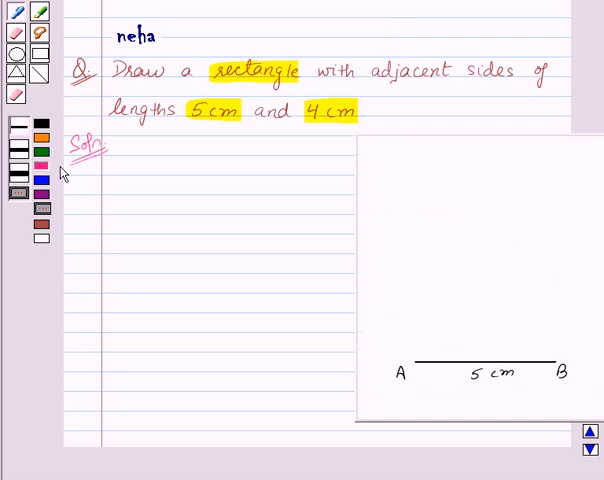 neha
Q. Draw a rectangle with adjacent sides of
lengths 5 cm and 4 cm
Soln:
A 5 cm B